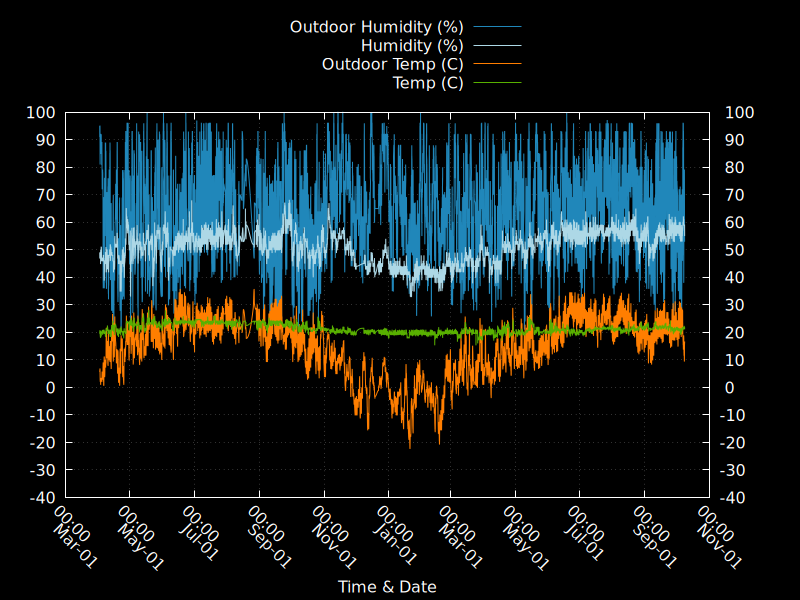 Outdoor Humidity (%)
Humidity (%)
Outdoor Temp (C)
Temp (C)
100 100
90 90
80 80
70 70
60 60
50 50
40 40
30 30
20 20
10 10
0 0
-10 -10
-20 -20
-30 -30
-40 -40
00:00 00:00 00:00 00:00 00:00 00:00 00:00 00:00 00:00 00:00 00:00
Mar-01 May-01 Jul-01 Sep-01 Nov-01 Jan-01 Mar-01 May-01 Jul-01 Sep-01 Nov-01
Time & Date